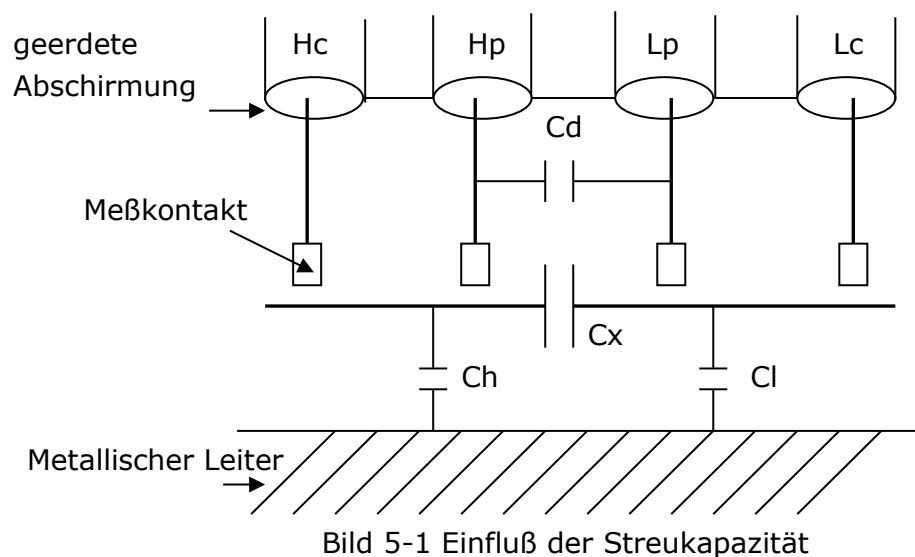 geerdete
Abschirmung
Hc
Hp
Lp
Lc
Cd
Meßkontakt
Cx
Ch
Cl
Metallischer Leiter
Bild 5-1 Einfluß der Streukapazität